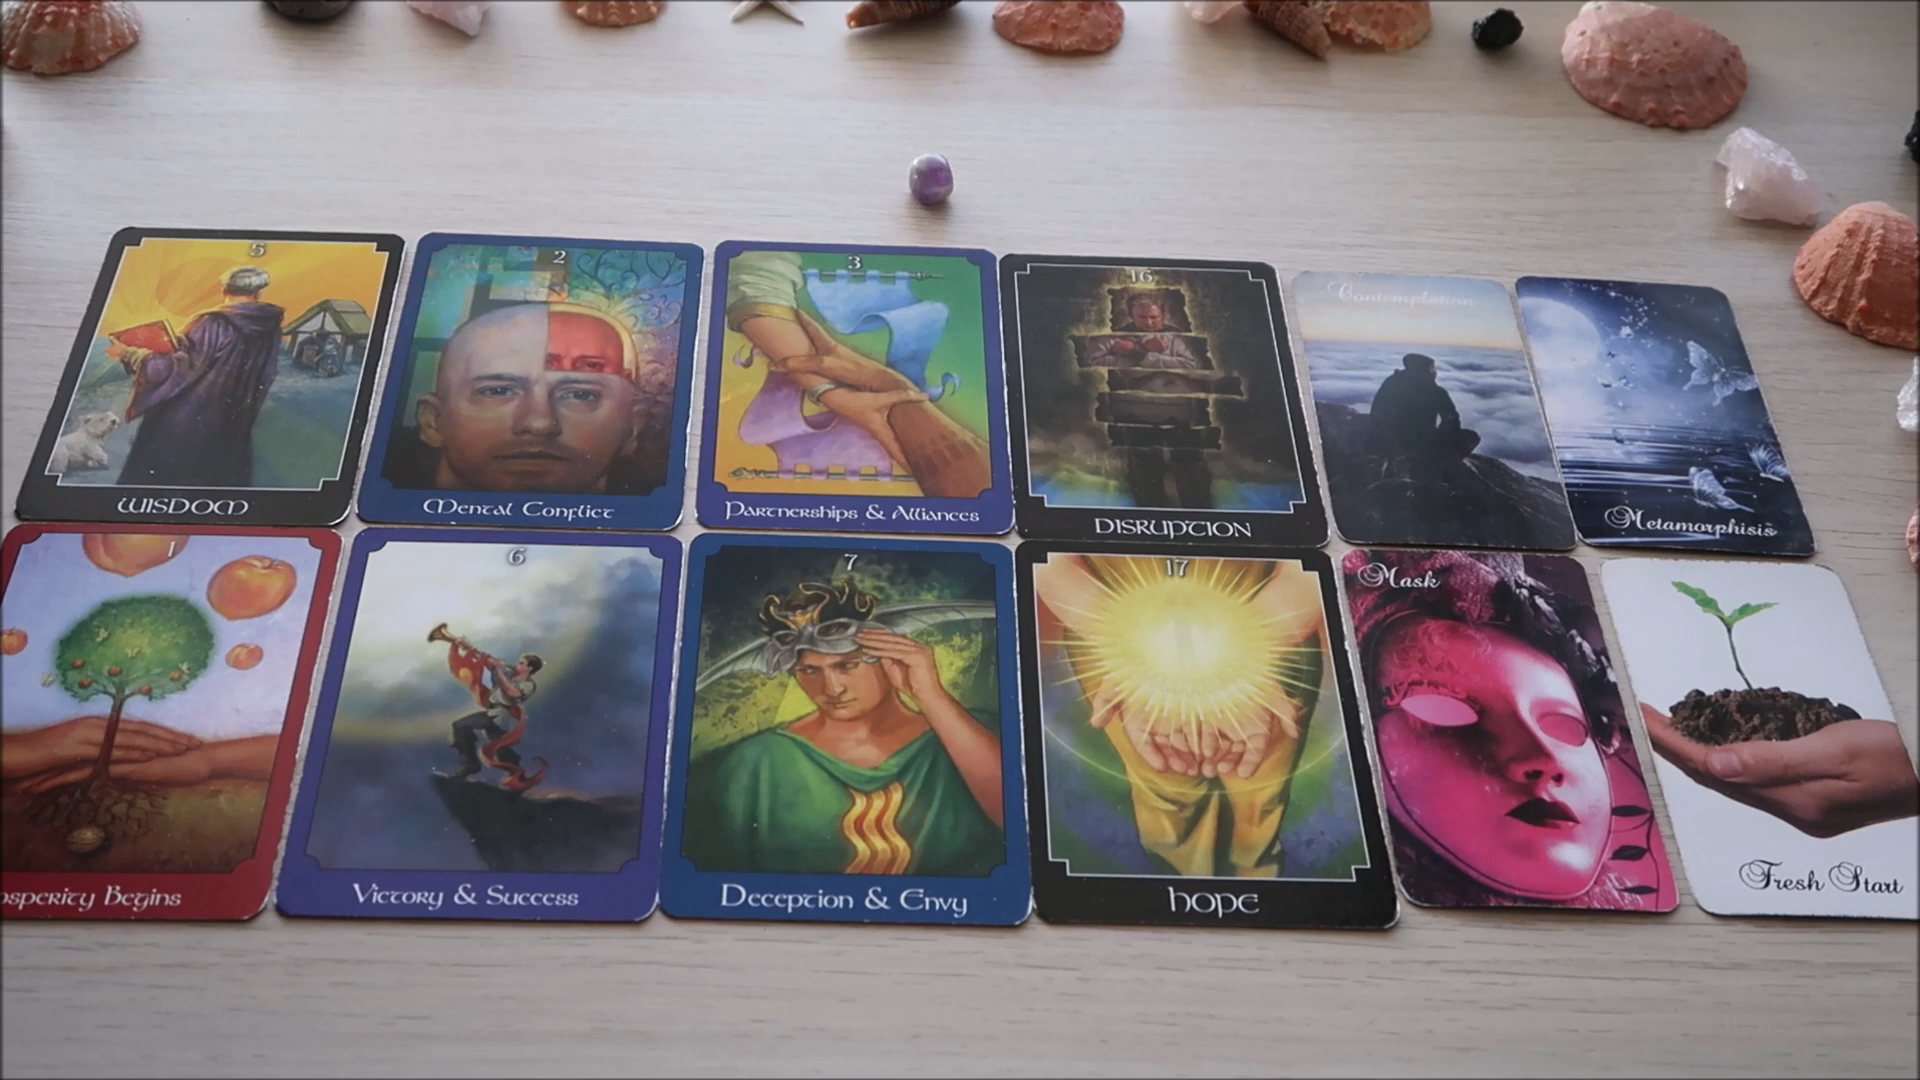 5
WISDOM
2
Mental Conflict
3
Partnerships & Alliances
16
DISRUPTION
Contemplation
Metamorphisis
1
osperity Begins
6
Victory & Success
7
Deception & Envy
17
hope
Mask
Fresh Start